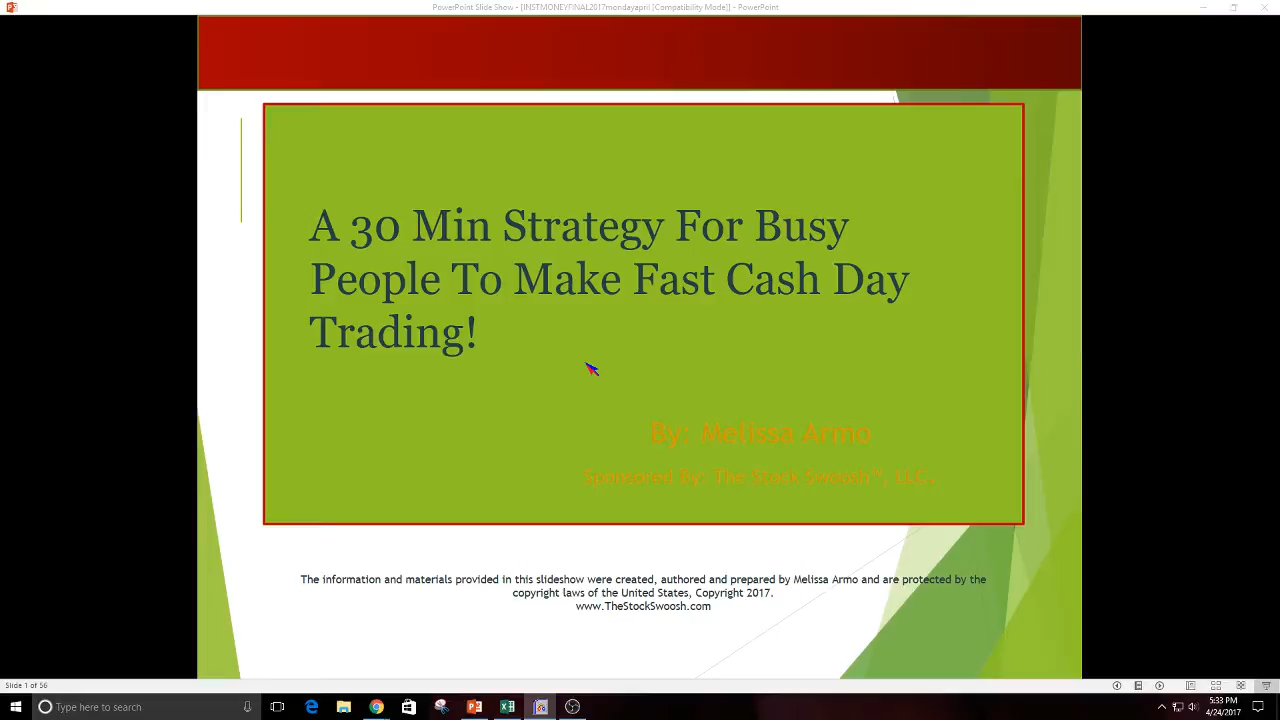 PowerPoint Slide Show - [INSTMONEYFINAL2017mondayapril [Compatibility Mode]] - PowerPoint
A 30 Min Strategy For Busy
People To Make Fast Cash Day
Trading!
By: Melissa Armo
Sponsored By: The Stock Swoosh™, LLC.
The information and materials provided in this slideshow were created, authored and prepared by Melissa Armo and are protected by the
copyright laws of the United States, Copyright 2017.
www.TheStockSwoosh.com
Slide 1 of 56
Type here to search
5:33 PM
4/24/2017